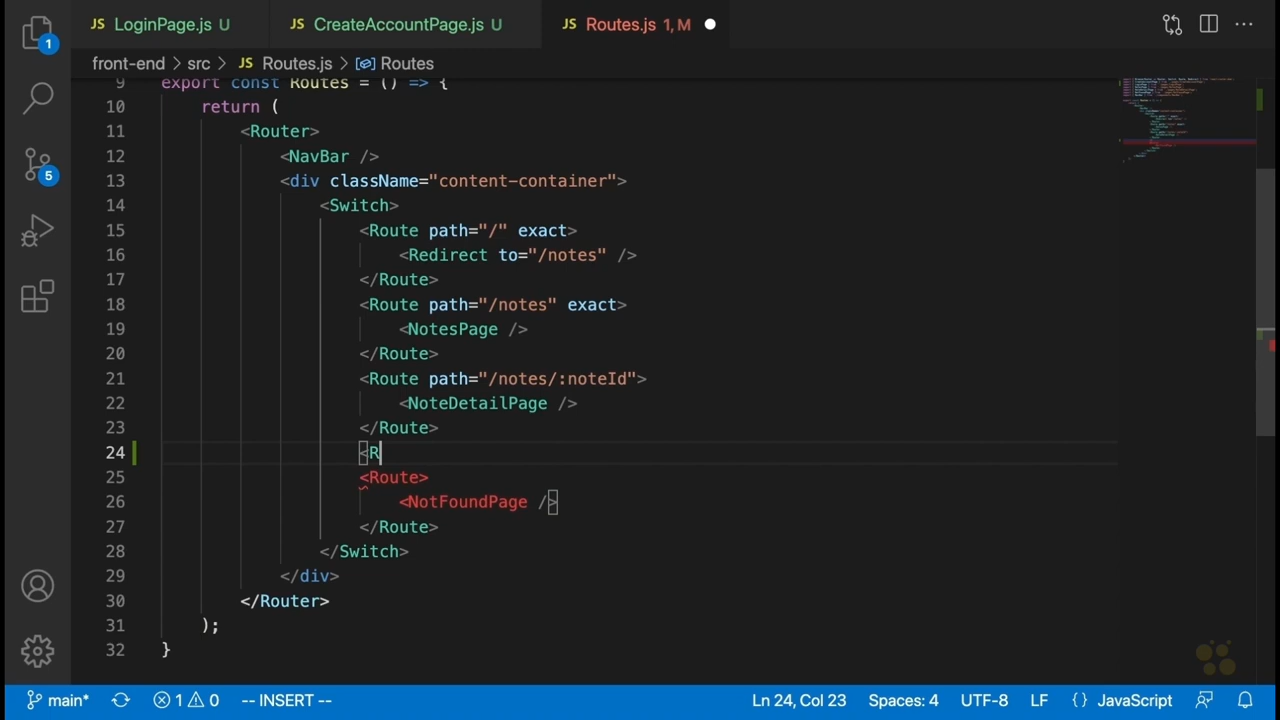 JS LoginPage.js U
JS CreateAccountPage.js U
JS Routes.js 1, M
front-end > src > JS Routes.js > Routes
9 export const Routes = () => {
10 return (
11 <Router>
12 <NavBar />
13 <div className="content-container">
14 <Switch>
15 <Route path="/" exact>
16 <Redirect to="/notes" />
17 </Route>
18 <Route path="/notes" exact>
19 <NotesPage />
20 </Route>
21 <Route path="/notes/:noteId">
22 <NoteDetailPage />
23 </Route>
24 <R
25 <Route>
26 <NotFoundPage />
27 </Route>
28 </Switch>
29 </div>
30 </Router>
31 );
32 }
1
5
main* 1 0 -- INSERT -- Ln 24, Col 23 Spaces: 4 UTF-8 LF {} JavaScript